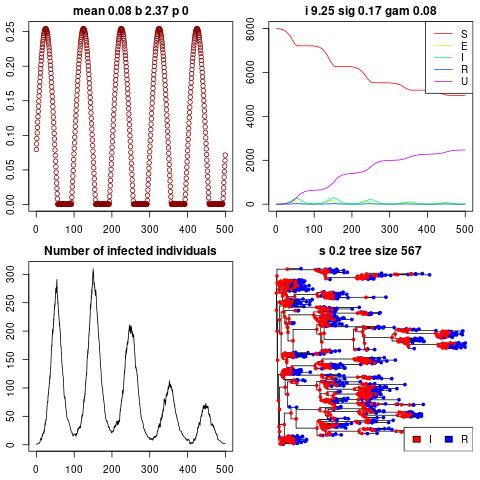 mean 0.08 b 2.37 p 0
0.00 0.05 0.10 0.15 0.20 0.25
0 100 200 300 400 500
i 9.25 sig 0.17 gam 0.08
0 2000 4000 6000 8000
0 100 200 300 400 500
S
E
I
R
U
Number of infected individuals
0 50 100 150 200 250 300
0 100 200 300 400 500
s 0.2 tree size 567
I R